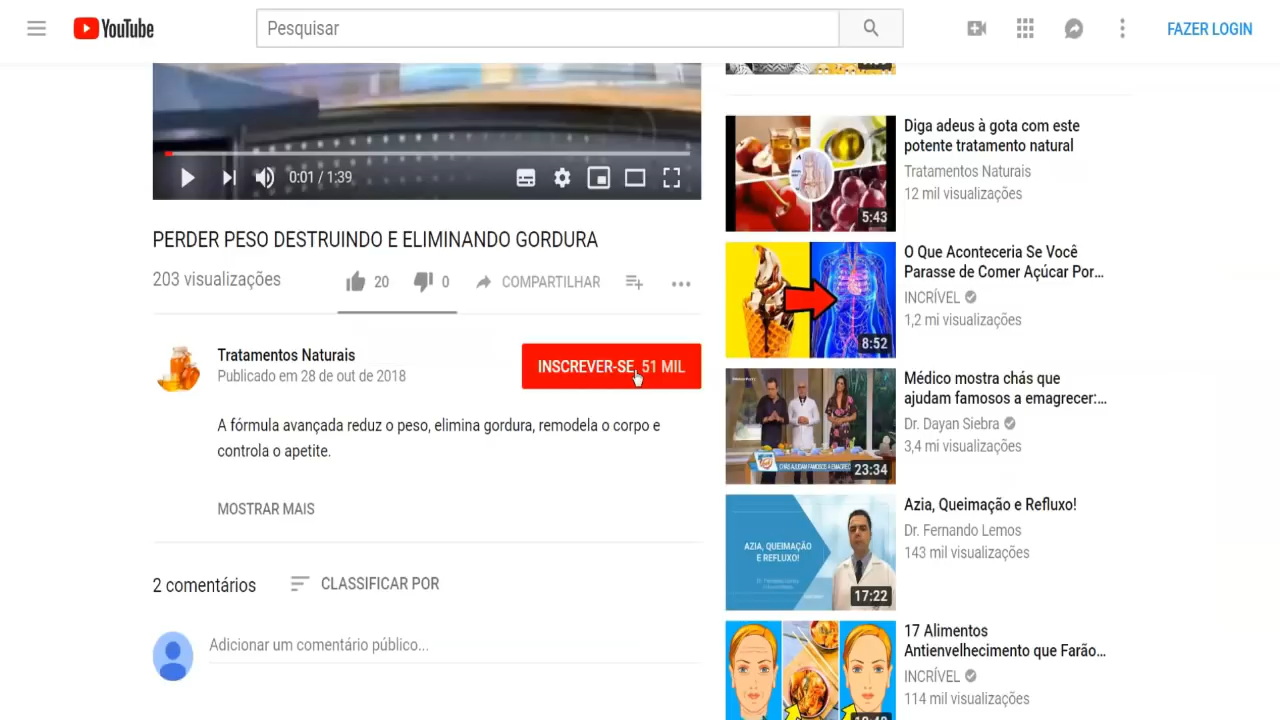 YouTube
Pesquisar
FAZER LOGIN
0:01 / 1:39
PERDER PESO DESTRUINDO E ELIMINANDO GORDURA
203 visualizações
20
0
COMPARTILHAR
Tratamentos Naturais
Publicado em 28 de out de 2018
INSCREVER-SE 51 MIL
A fórmula avançada reduz o peso, elimina gordura, remodela o corpo e
controla o apetite.
MOSTRAR MAIS
2 comentários
CLASSIFICAR POR
Adicionar um comentário público...
5:43
Diga adeus à gota com este
potente tratamento natural
Tratamentos Naturais
12 mil visualizações
8:52
O Que Aconteceria Se Você
Parasse de Comer Açúcar Por...
INCRÍVEL
1,2 mi visualizações
CHÁS AJUDAM FAMOSOS A EMAGRECER
23:34
Médico mostra chás que
ajudam famosos a emagrecer:...
Dr. Dayan Siebra
3,4 mi visualizações
AZIA, QUEIMAÇÃO
E REFLUXO!
17:22
Azia, Queimação e Refluxo!
Dr. Fernando Lemos
143 mil visualizações
17 Alimentos
Antienvelhecimento que Farão...
INCRÍVEL
114 mil visualizações